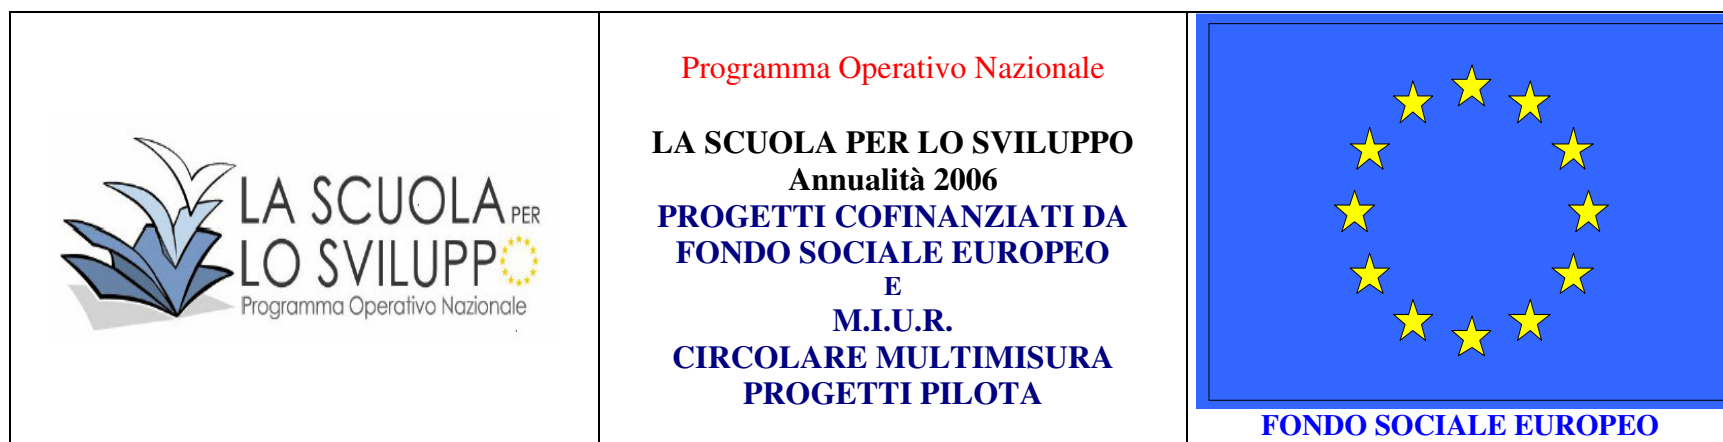 LA SCUOLA PER
LO SVILUPPO
Programma Operativo Nazionale
Programma Operativo Nazionale
LA SCUOLA PER LO SVILUPPO
Annualità 2006
PROGETTI COFINANZIATI DA
FONDO SOCIALE EUROPEO
E
M.I.U.R.
CIRCOLARE MULTIMISURA
PROGETTI PILOTA
FONDO SOCIALE EUROPEO